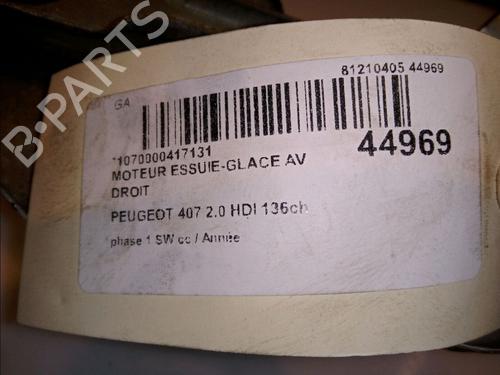 B-PARTS
GA
81210405 44969
*1070000417131
44969
MOTEUR ESSUIE-GLACE AV
DROIT
PEUGEOT 407 2.0 HDI 136ch
phase 1 SW cc / Année